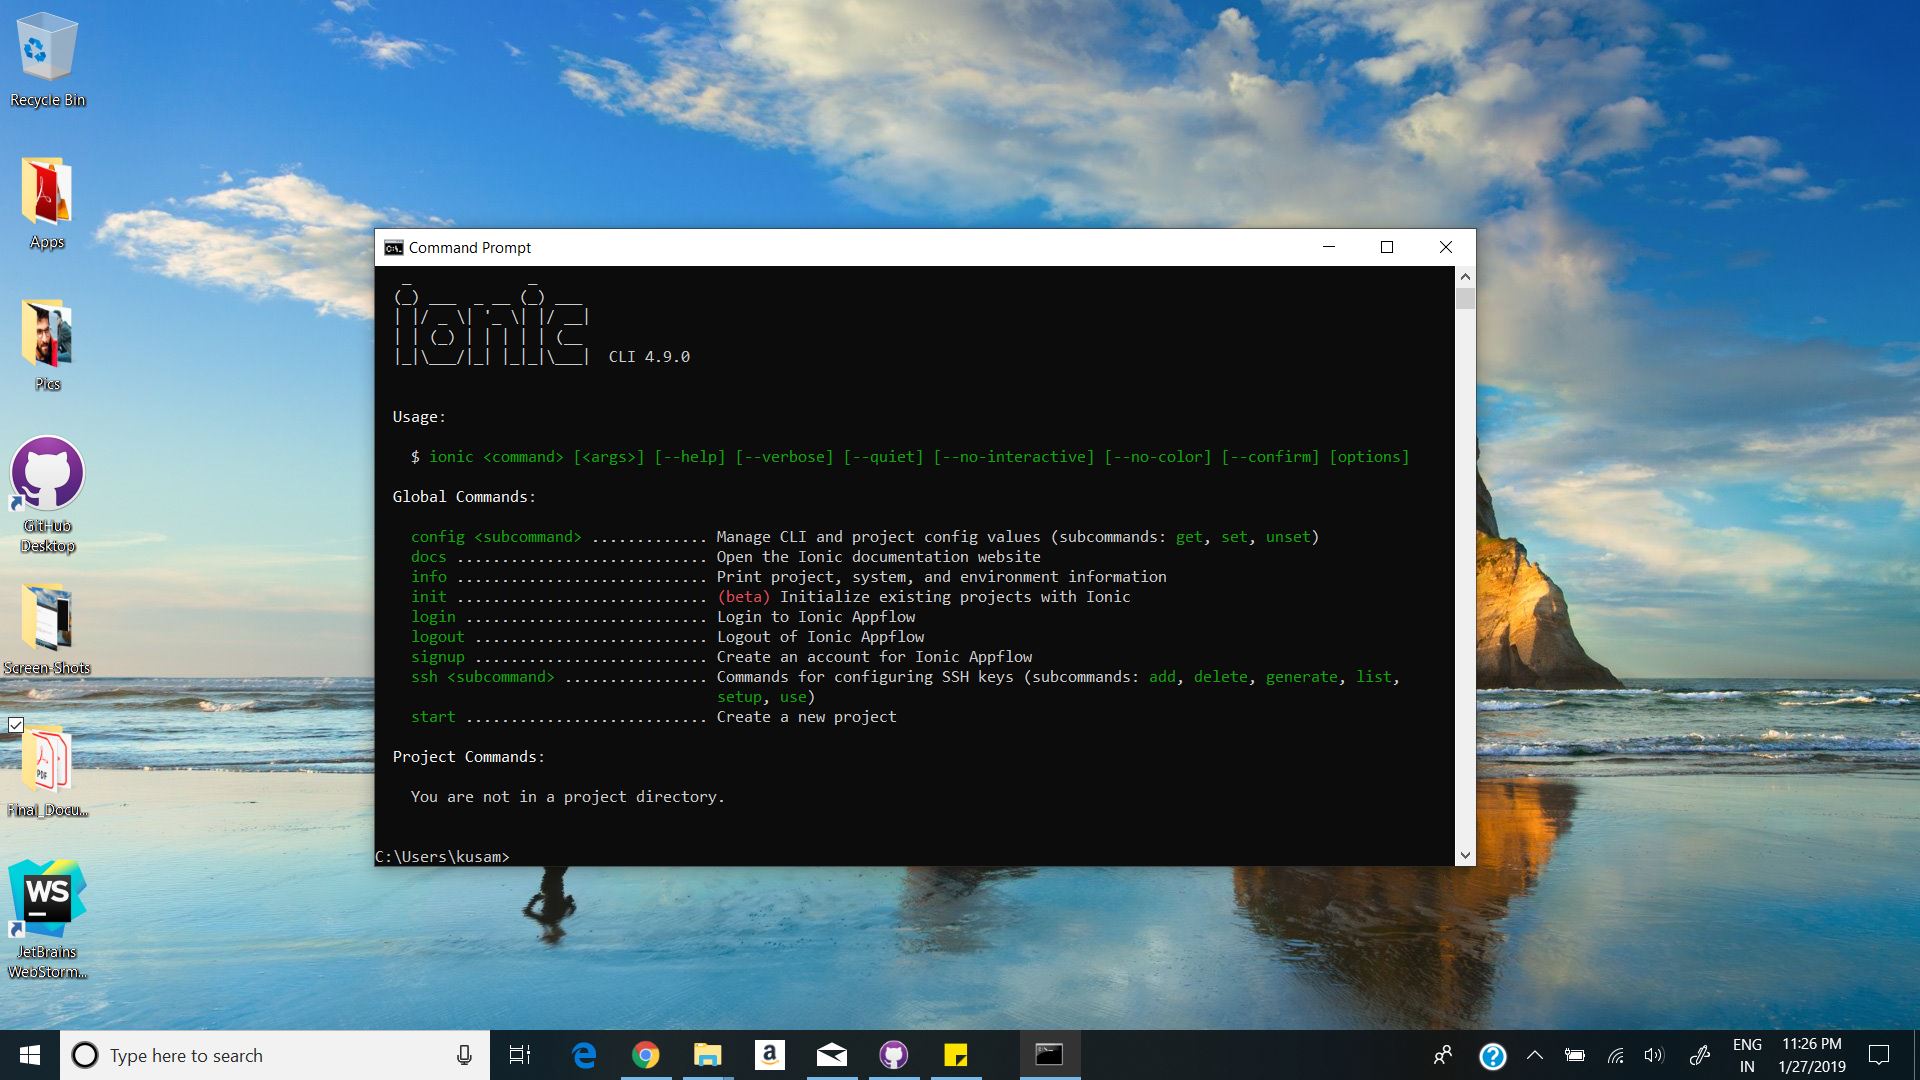 Recycle Bin
Apps
Pics
GitHub
Desktop
Screen-Shots
PDF
Final_Docu...
WS
JetBrains
WebStorm...
Command Prompt
ionic CLI 4.9.0
Usage:
$ ionic <command> [<args>] [--help] [--verbose] [--quiet] [--no-interactive] [--no-color] [--confirm] [options]
Global Commands:
config <subcommand> ............. Manage CLI and project config values (subcommands: get, set, unset)
docs ............................ Open the Ionic documentation website
info ............................ Print project, system, and environment information
init ............................ (beta) Initialize existing projects with Ionic
login ........................... Login to Ionic Appflow
logout .......................... Logout of Ionic Appflow
signup .......................... Create an account for Ionic Appflow
ssh <subcommand> ................ Commands for configuring SSH keys (subcommands: add, delete, generate, list,
setup, use)
start ........................... Create a new project
Project Commands:
You are not in a project directory.
C:\Users\kusam>
Type here to search
ENG
IN
11:26 PM
1/27/2019